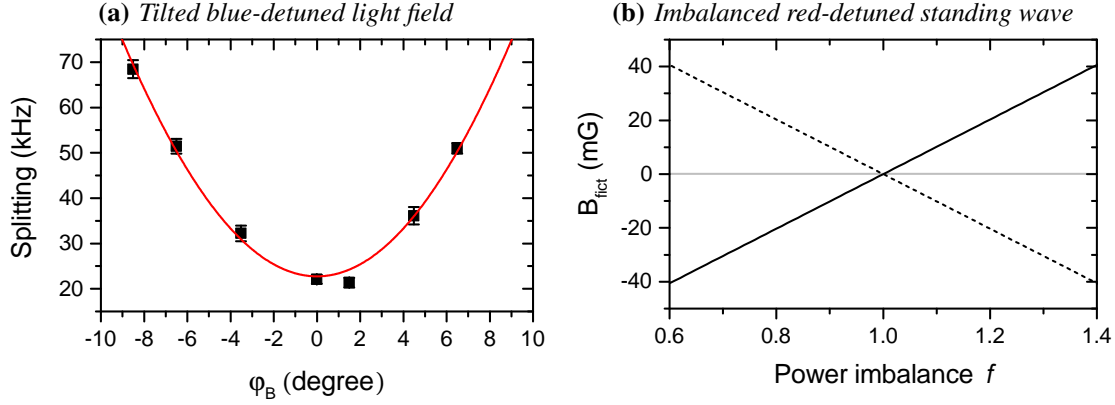 (a) Tilted blue-detuned light field
Splitting (kHz)
70
60
50
40
30
20
-10 -8 -6 -4 -2 0 2 4 6 8 10
φB (degree)
(b) Imbalanced red-detuned standing wave
Bfict (mG)
40
20
0
-20
-40
0.6 0.8 1.0 1.2 1.4
Power imbalance f